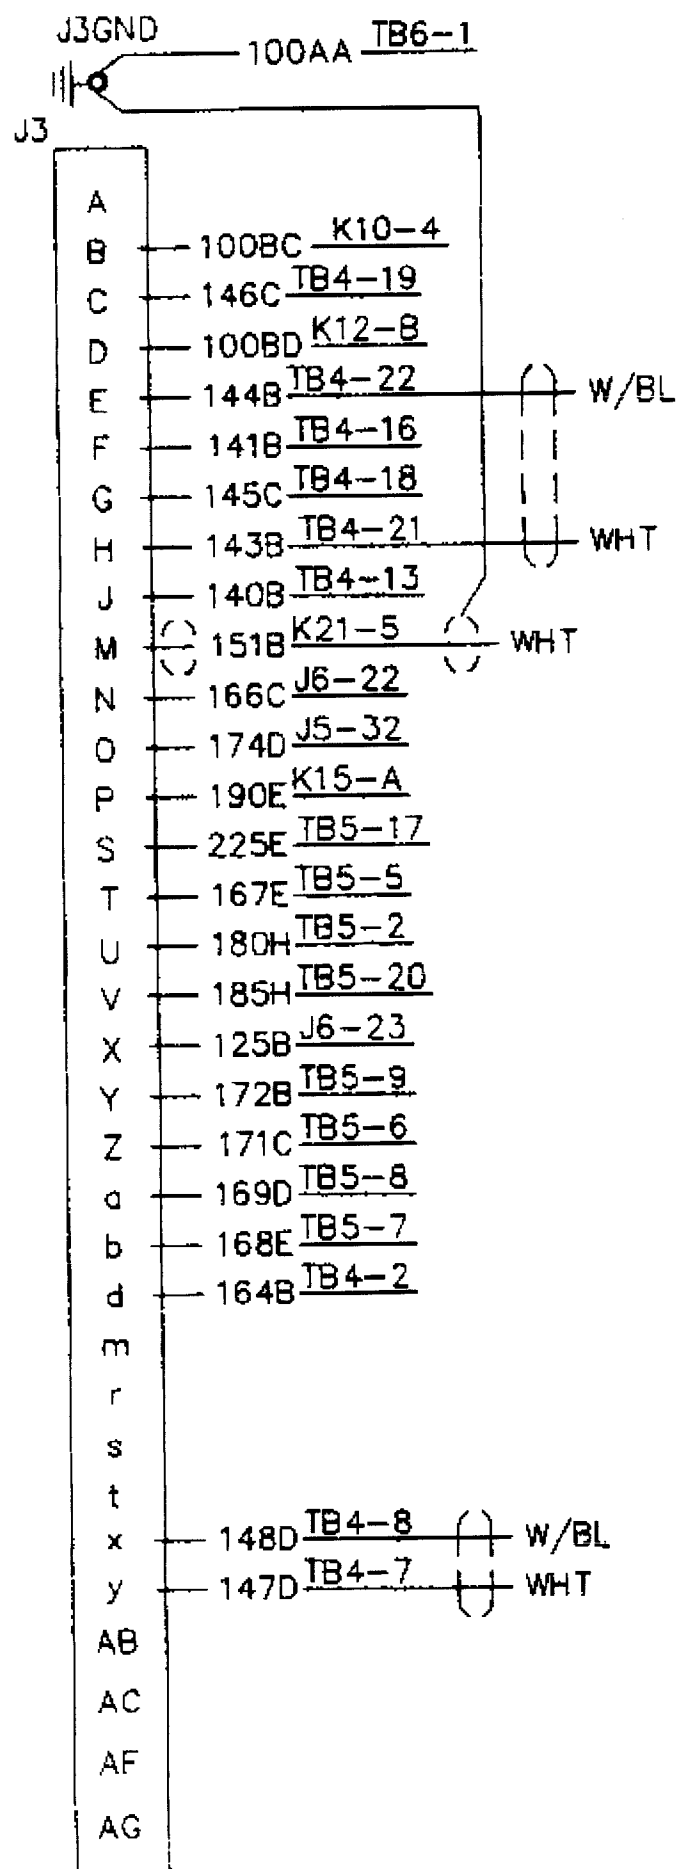 J3GND
100AA TB6-1
J3
A
B 100BC K10-4
C 146C TB4-19
D 100BD K12-B
E 144B TB4-22 W/BL
F 141B TB4-16
G 145C TB4-18
H 143B TB4-21 WHT
J 140B TB4-13
M 151B K21-5 WHT
N 166C J6-22
O 174D J5-32
P 190E K15-A
S 225E TB5-17
T 167E TB5-5
U 180H TB5-2
V 185H TB5-20
X 125B J6-23
Y 172B TB5-9
Z 171C TB5-6
a 169D TB5-8
b 168E TB5-7
d 164B TB4-2
m
r
s
t
x 148D TB4-8 W/BL
y 147D TB4-7 WHT
AB
AC
AF
AG